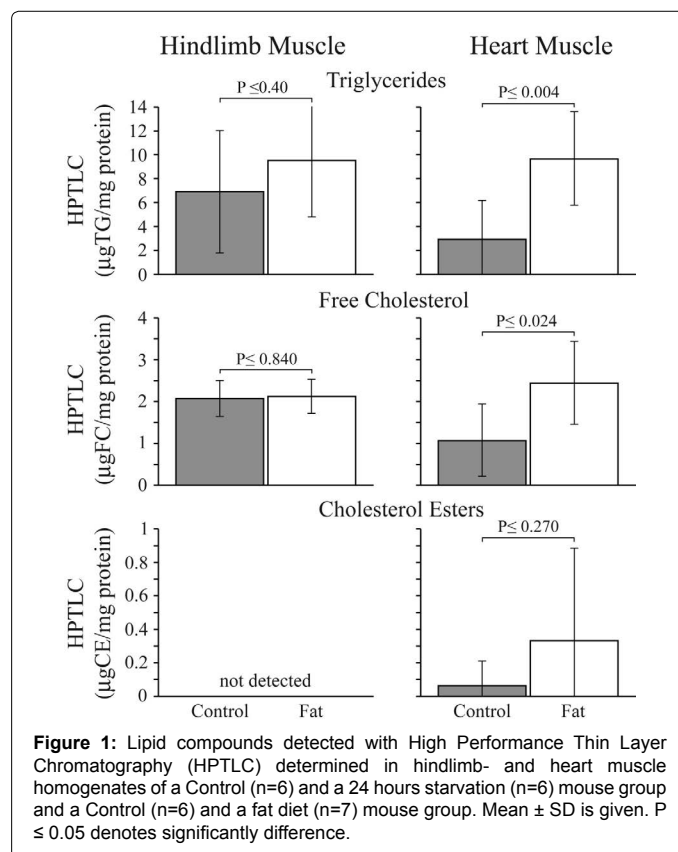 Hindlimb Muscle Heart Muscle
Triglycerides
P ≤0.40 P≤ 0.004
HPTLC
(µgTG/mg protein)
14
12
10
8
6
4
2
0
Free Cholesterol
P≤ 0.840 P≤ 0.024
HPTLC
(µgFC/mg protein)
4
3
2
1
0
Cholesterol Esters
P≤ 0.270
HPTLC
(µgCE/mg protein)
1
0.8
0.6
0.4
0.2
0
not detected
Control Fat Control Fat
Figure 1: Lipid compounds detected with High Performance Thin Layer
Chromatography (HPTLC) determined in hindlimb- and heart muscle
homogenates of a Control (n=6) and a 24 hours starvation (n=6) mouse group
and a Control (n=6) and a fat diet (n=7) mouse group. Mean ± SD is given. P
≤ 0.05 denotes significantly difference.